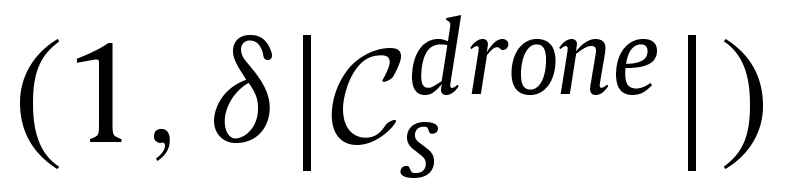 (1, δ|c_s^{drone}|)